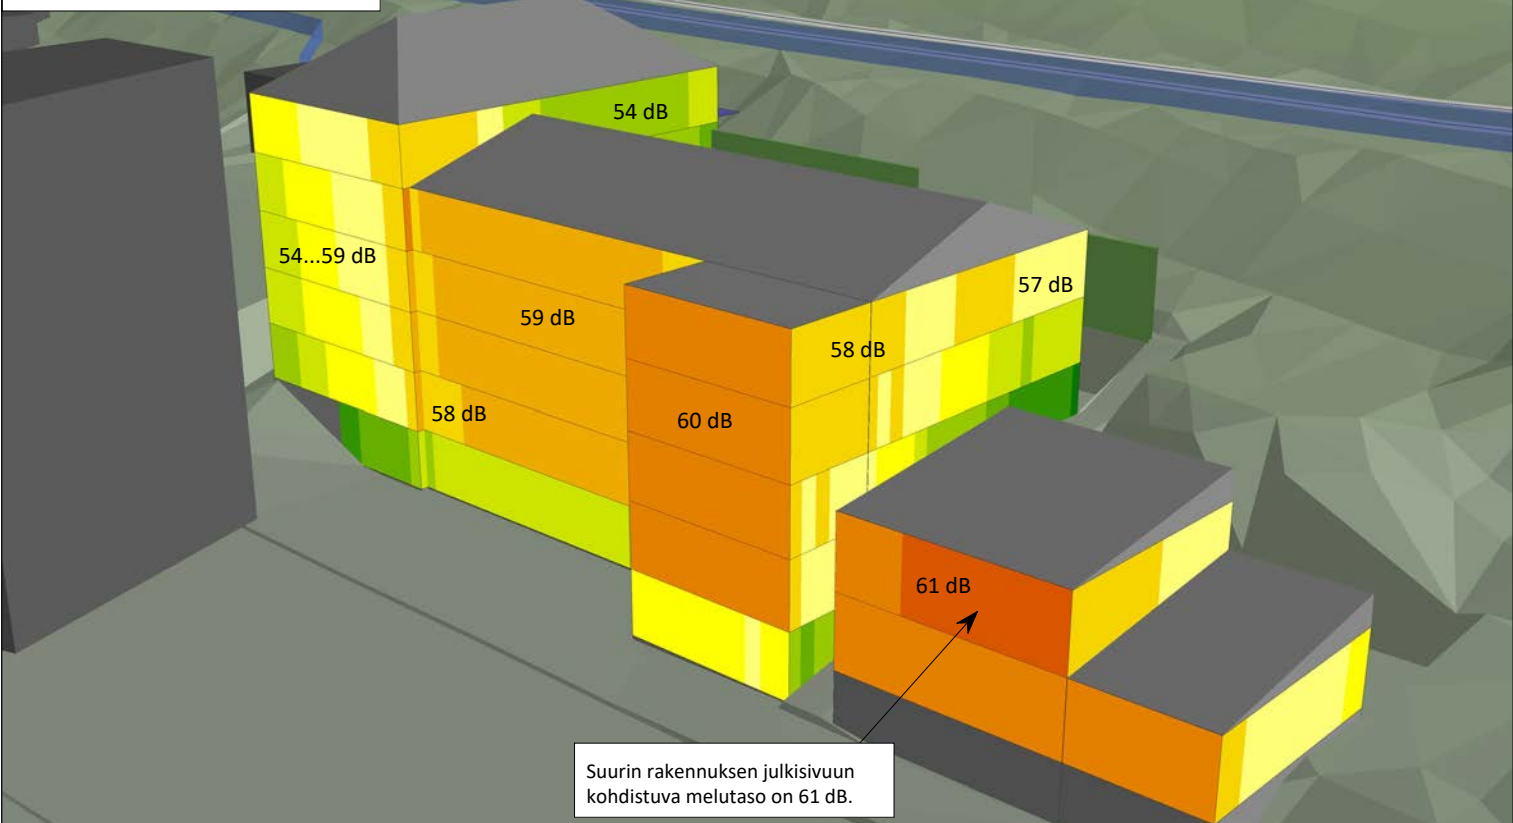 54 dB
54...59 dB
57 dB
59 dB
58 dB
58 dB
60 dB
61 dB
Suurin rakennuksen julkisivuun
kohdistuva melutaso on 61 dB.